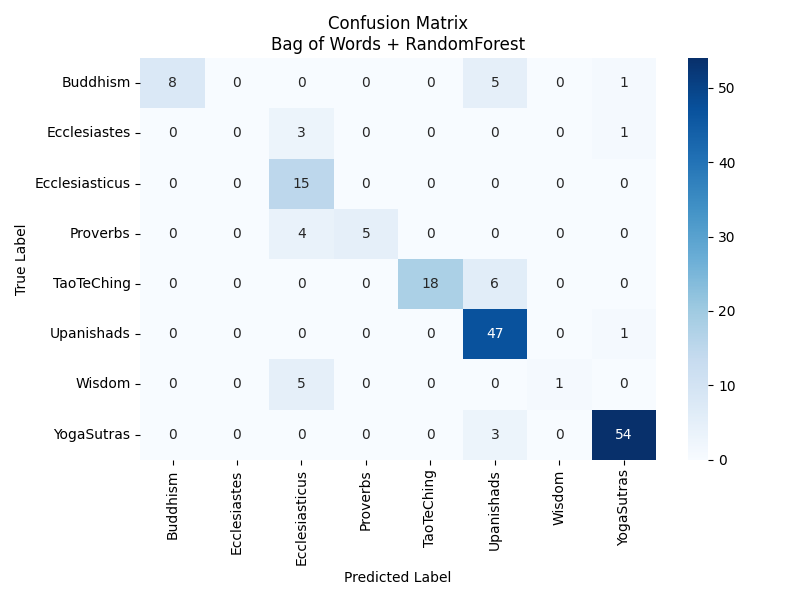 Confusion Matrix
Bag of Words + RandomForest
True Label
Buddhism 8 0 0 0 0 5 0 1
Ecclesiastes 0 0 3 0 0 0 0 1
Ecclesiasticus 0 0 15 0 0 0 0 0
Proverbs 0 0 4 5 0 0 0 0
TaoTeChing 0 0 0 0 18 6 0 0
Upanishads 0 0 0 0 0 47 0 1
Wisdom 0 0 5 0 0 0 1 0
YogaSutras 0 0 0 0 0 3 0 54
Buddhism
Ecclesiastes
Ecclesiasticus
Proverbs
TaoTeChing
Upanishads
Wisdom
YogaSutras
Predicted Label
50
40
30
20
10
0